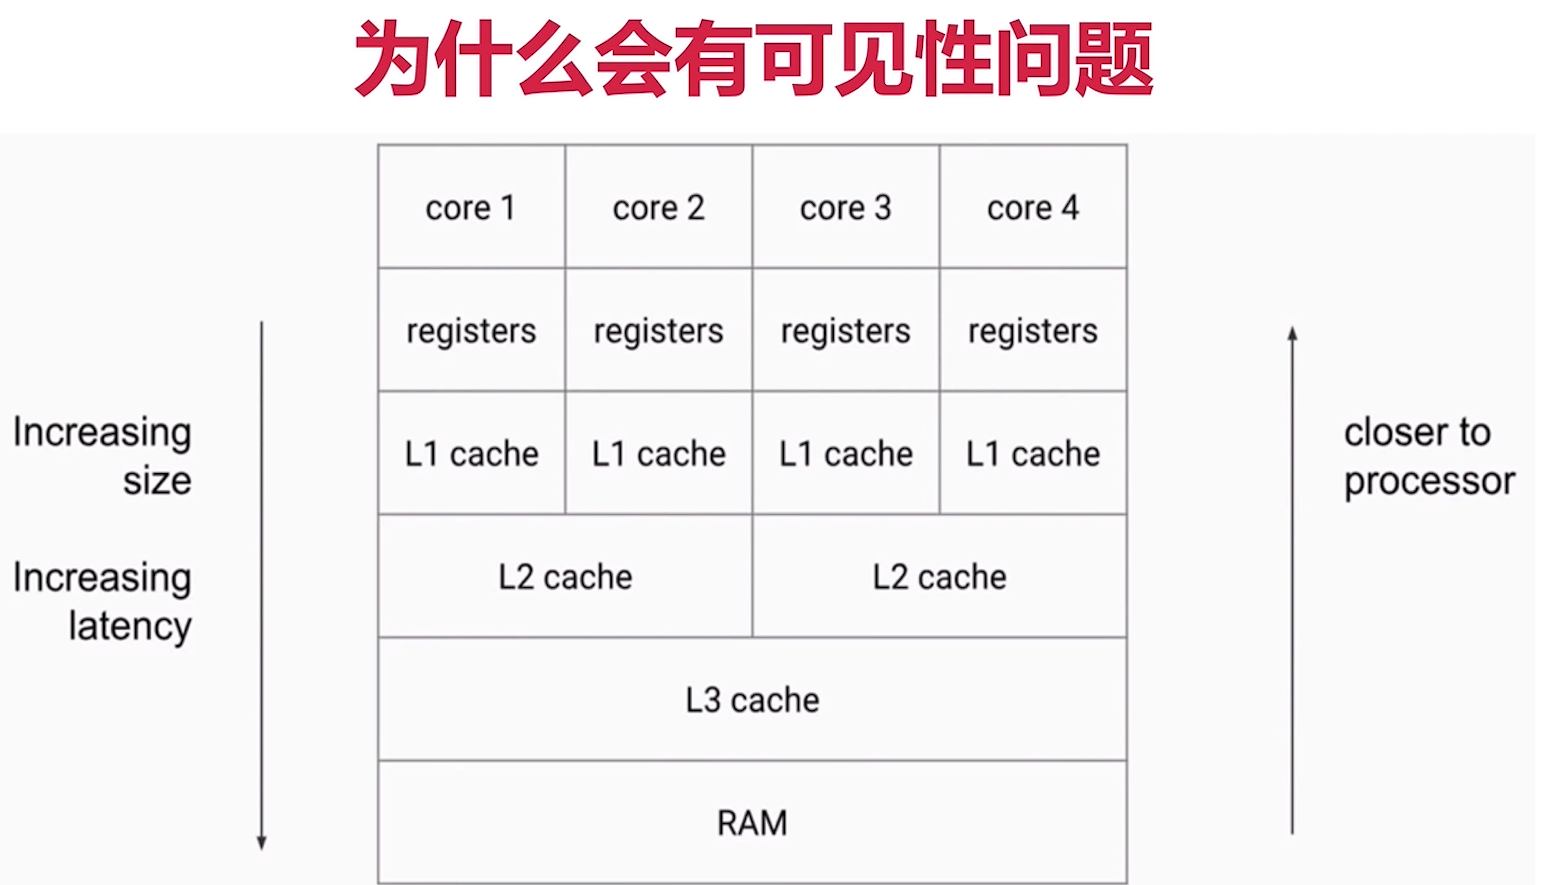 为什么会有可见性问题
core 1 core 2 core 3 core 4
registers registers registers registers
L1 cache L1 cache L1 cache L1 cache
L2 cache L2 cache
L3 cache
RAM
Increasing
size
Increasing
latency
closer to
processor